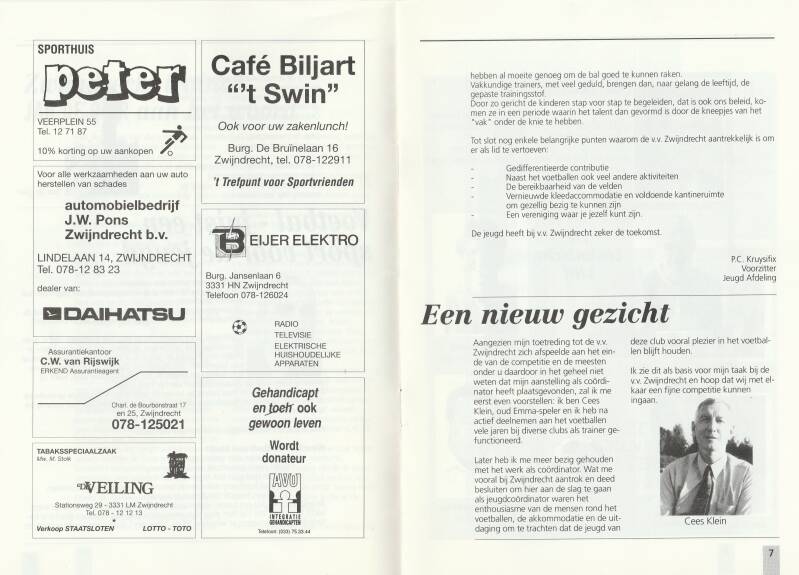 SPORTHUIS
peter
VEERPLEIN 55
Tel. 12 71 87
10% korting op uw aankopen
Voor alle werkzaamheden aan uw auto
herstellen van schades
automobielbedrijf
J.W. Pons
Zwijndrecht b.v.
LINDELAAN 14, ZWIJNDRECHT
Tel. 078-12 83 23
dealer van:
DAIHATSU
Assurantiekantoor
C.W. van Rijswijk
ERKEND Assurantieagent
Charl. de Bourbonstraat 17
en 25, Zwijndrecht
078-125021
TABAKSSPECIAALZAAK
Mw. M. Stolk
"De VEILING
Stationsweg 29 - 3331 LM Zwijndrecht
Tel. 078 - 12 12 13
Verkoop STAATSLOTEN LOTTO - TOTO
Café Biljart
“’t Swin”
Ook voor uw zakenlunch!
Burg. De Bruïnelaan 16
Zwijndrecht, tel. 078-122911
't Trefpunt voor Sportvrienden
BEIJER ELEKTRO
Burg. Jansenlaan 6
3331 HN Zwijndrecht
Telefoon 078-126024
RADIO
TELEVISIE
ELEKTRISCHE
HUISHOUDELIJKE
APPARATEN
Gehandicapt
en toch ook
gewoon leven
Wordt
donateur
AVO
INTEGRATIE
GEHANDICAPTEN
Telefoon: (033) 75 33 44
hebben al moeite genoeg om de bal goed te kunnen raken.
Vakkundige trainers, met veel geduld, brengen dan, naar gelang de leeftijd, de
gepaste trainingsstof.
Door zo gericht de kinderen stap voor stap te begeleiden, dat is ook ons beleid, ko-
men ze in een periode waarin het talent dan gevormd is door de kneepjes van het
"vak" onder de knie te hebben.
Tot slot nog enkele belangrijke punten waarom de v.v. Zwijndrecht aantrekkelijk is om
er als lid te vertoeven:
- Gedifferentieerde contributie
- Naast het voetballen ook veel andere aktiviteiten
- De bereikbaarheid van de velden
- Vernieuwde kleedaccommodatie en voldoende kantineruimte
om gezellig bezig te kunnen zijn
- Een vereniging waar je jezelf kunt zijn.
De jeugd heeft bij v.v. Zwijndrecht zeker de toekomst.
P.C. Kruysifix
Voorzitter
Jeugd Afdeling
Een nieuw gezicht
Aangezien mijn toetreding tot de v.v.
Zwijndrecht zich afspeelde aan het ein-
de van de competitie en de meesten
onder u daardoor in het geheel niet
weten dat mijn aanstelling als coördi-
nator heeft plaatsgevonden, zal ik me
eerst even voorstellen: ik ben Cees
Klein, oud Emma-speler en ik heb na
actief deelnemen aan het voetballen
vele jaren bij diverse clubs als trainer ge-
functioneerd.
Later heb ik me meer bezig gehouden
met het werk als coördinator. Wat me
vooral bij Zwijndrecht aantrok en deed
besluiten om hier aan de slag te gaan
als jeugdcoördinator waren het
enthousiasme van de mensen rond het
voetballen, de akkommodatie en de uit-
daging om te trachten dat de jeugd van
deze club vooral plezier in het voetbal-
len blijft houden.
Ik zie dit als basis voor mijn taak bij de
v.v. Zwijndrecht en hoop dat wij met el-
kaar een fijne competitie kunnen
ingaan.
Cees Klein
7